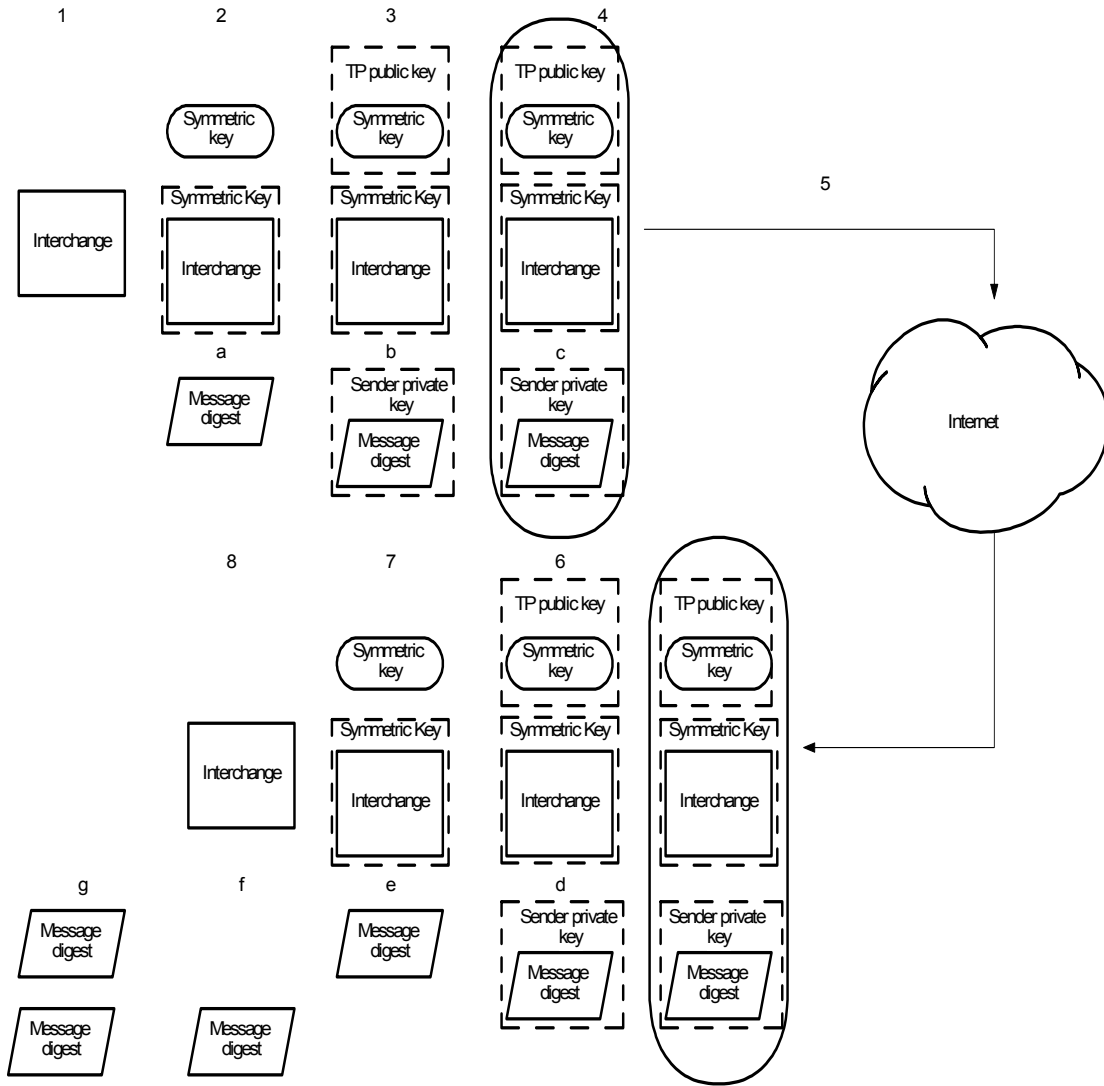 1
2
3
4
TP public key
TP public key
Symmetric
key
Symmetric
key
Symmetric
key
5
Symmetric Key
Symmetric Key
Symmetric Key
Interchange
Interchange
Interchange
Interchange
a
b
c
Message
digest
Sender private
key
Message
digest
Sender private
key
Message
digest
Internet
8
7
6
TP public key
TP public key
Symmetric
key
Symmetric
key
Symmetric
key
Symmetric Key
Symmetric Key
Symmetric Key
Interchange
Interchange
Interchange
Interchange
g
f
e
d
Message
digest
Message
digest
Sender private
key
Message
digest
Sender private
key
Message
digest
Message
digest
Message
digest